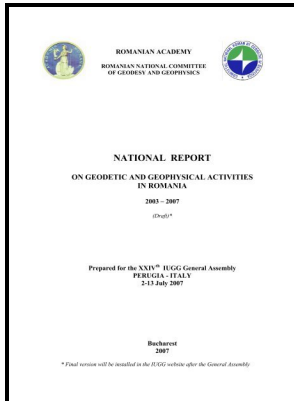 ROMANIAN ACADEMY
ROMANIAN NATIONAL COMMITTEE
OF GEODESY AND GEOPHYSICS
NATIONAL REPORT
ON GEODETIC AND GEOPHYSICAL ACTIVITIES
IN ROMANIA
2003 – 2007
(Draft)*
Prepared for the XXIVth IUGG General Assembly
PERUGIA - ITALY
2-13 July 2007
Bucharest
2007
* Final version will be installed in the IUGG website after the General Assembly